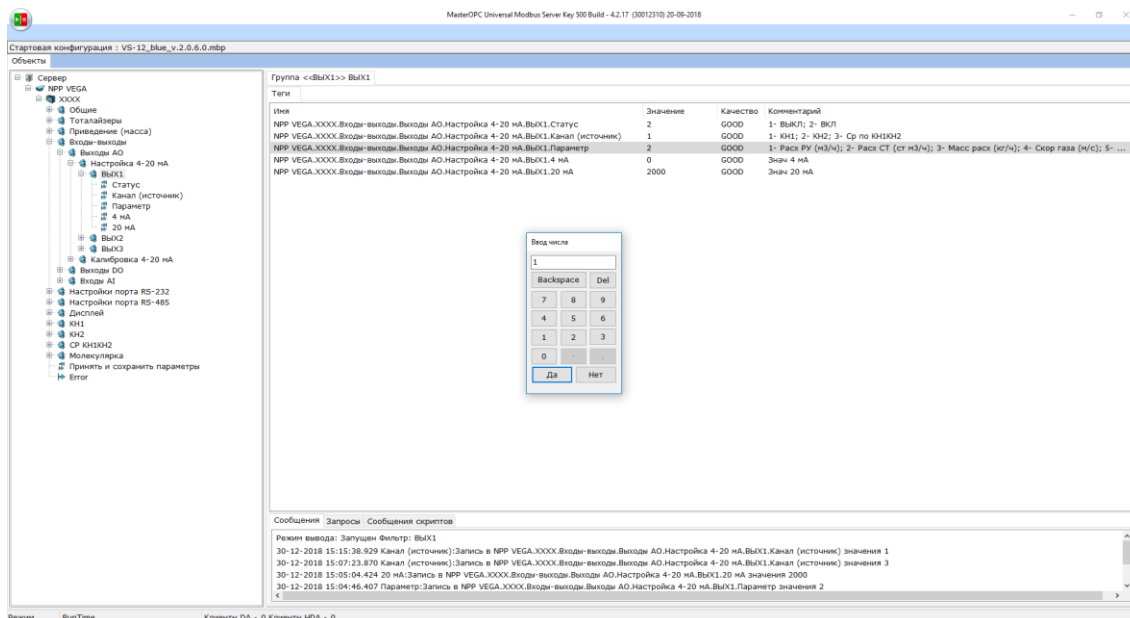 MasterOPC Universal Modbus Server Key 500 Build - 4.2.17 (30012310) 20-09-2018
Стартовая конфигурация : VS-12_blue_v.2.0.6.0.mbp
Объекты
Сервер
NPP VEGA
XXXX
Общие
Тоталайзеры
Приведение (масса)
Входы-выходы
Выходы AO
Настройка 4-20 мА
ВЫХ1
Статус
Канал (источник)
Параметр
4 мА
20 мА
ВЫХ2
ВЫХ3
Калибровка 4-20 мА
Выходы DO
Входы AI
Настройки порта RS-232
Настройки порта RS-485
Дисплей
КН1
КН2
СР КН1КН2
Молекулярка
Принять и сохранить параметры
Error
Группа <<ВЫХ1>> ВЫХ1
Теги
Имя Значение Качество Комментарий
NPP VEGA.XXXX.Входы-выходы.Выходы AO.Настройка 4-20 мА.ВЫХ1.Статус 2 GOOD 1- ВЫКЛ; 2- ВКЛ
NPP VEGA.XXXX.Входы-выходы.Выходы AO.Настройка 4-20 мА.ВЫХ1.Канал (источник) 1 GOOD 1- КН1; 2- КН2; 3- Ср по КН1КН2
NPP VEGA.XXXX.Входы-выходы.Выходы AO.Настройка 4-20 мА.ВЫХ1.Параметр 2 GOOD 1- Расх РУ (м3/ч); 2- Расх СТ (ст м3/ч); 3- Масс расх (кг/ч); 4- Скор газа (м/с); 5- ...
NPP VEGA.XXXX.Входы-выходы.Выходы AO.Настройка 4-20 мА.ВЫХ1.4 мА 0 GOOD Знач 4 мА
NPP VEGA.XXXX.Входы-выходы.Выходы AO.Настройка 4-20 мА.ВЫХ1.20 мА 2000 GOOD Знач 20 мА
Ввод числа
1
Backspace Del
7 8 9
4 5 6
1 2 3
0 - .
Да Нет
Сообщения Запросы Сообщения скриптов
Режим вывода: Запущен Фильтр: ВЫХ1
30-12-2018 15:15:38.929 Канал (источник):Запись в NPP VEGA.XXXX.Входы-выходы.Выходы AO.Настройка 4-20 мА.ВЫХ1.Канал (источник) значения 1
30-12-2018 15:07:23.870 Канал (источник):Запись в NPP VEGA.XXXX.Входы-выходы.Выходы AO.Настройка 4-20 мА.ВЫХ1.Канал (источник) значения 3
30-12-2018 15:05:04.424 20 мА:Запись в NPP VEGA.XXXX.Входы-выходы.Выходы AO.Настройка 4-20 мА.ВЫХ1.20 мА значения 2000
30-12-2018 15:04:46.407 Параметр:Запись в NPP VEGA.XXXX.Входы-выходы.Выходы AO.Настройка 4-20 мА.ВЫХ1.Параметр значения 2
Режим RunTime Клиенты DA - 0 Клиенты HDA - 0